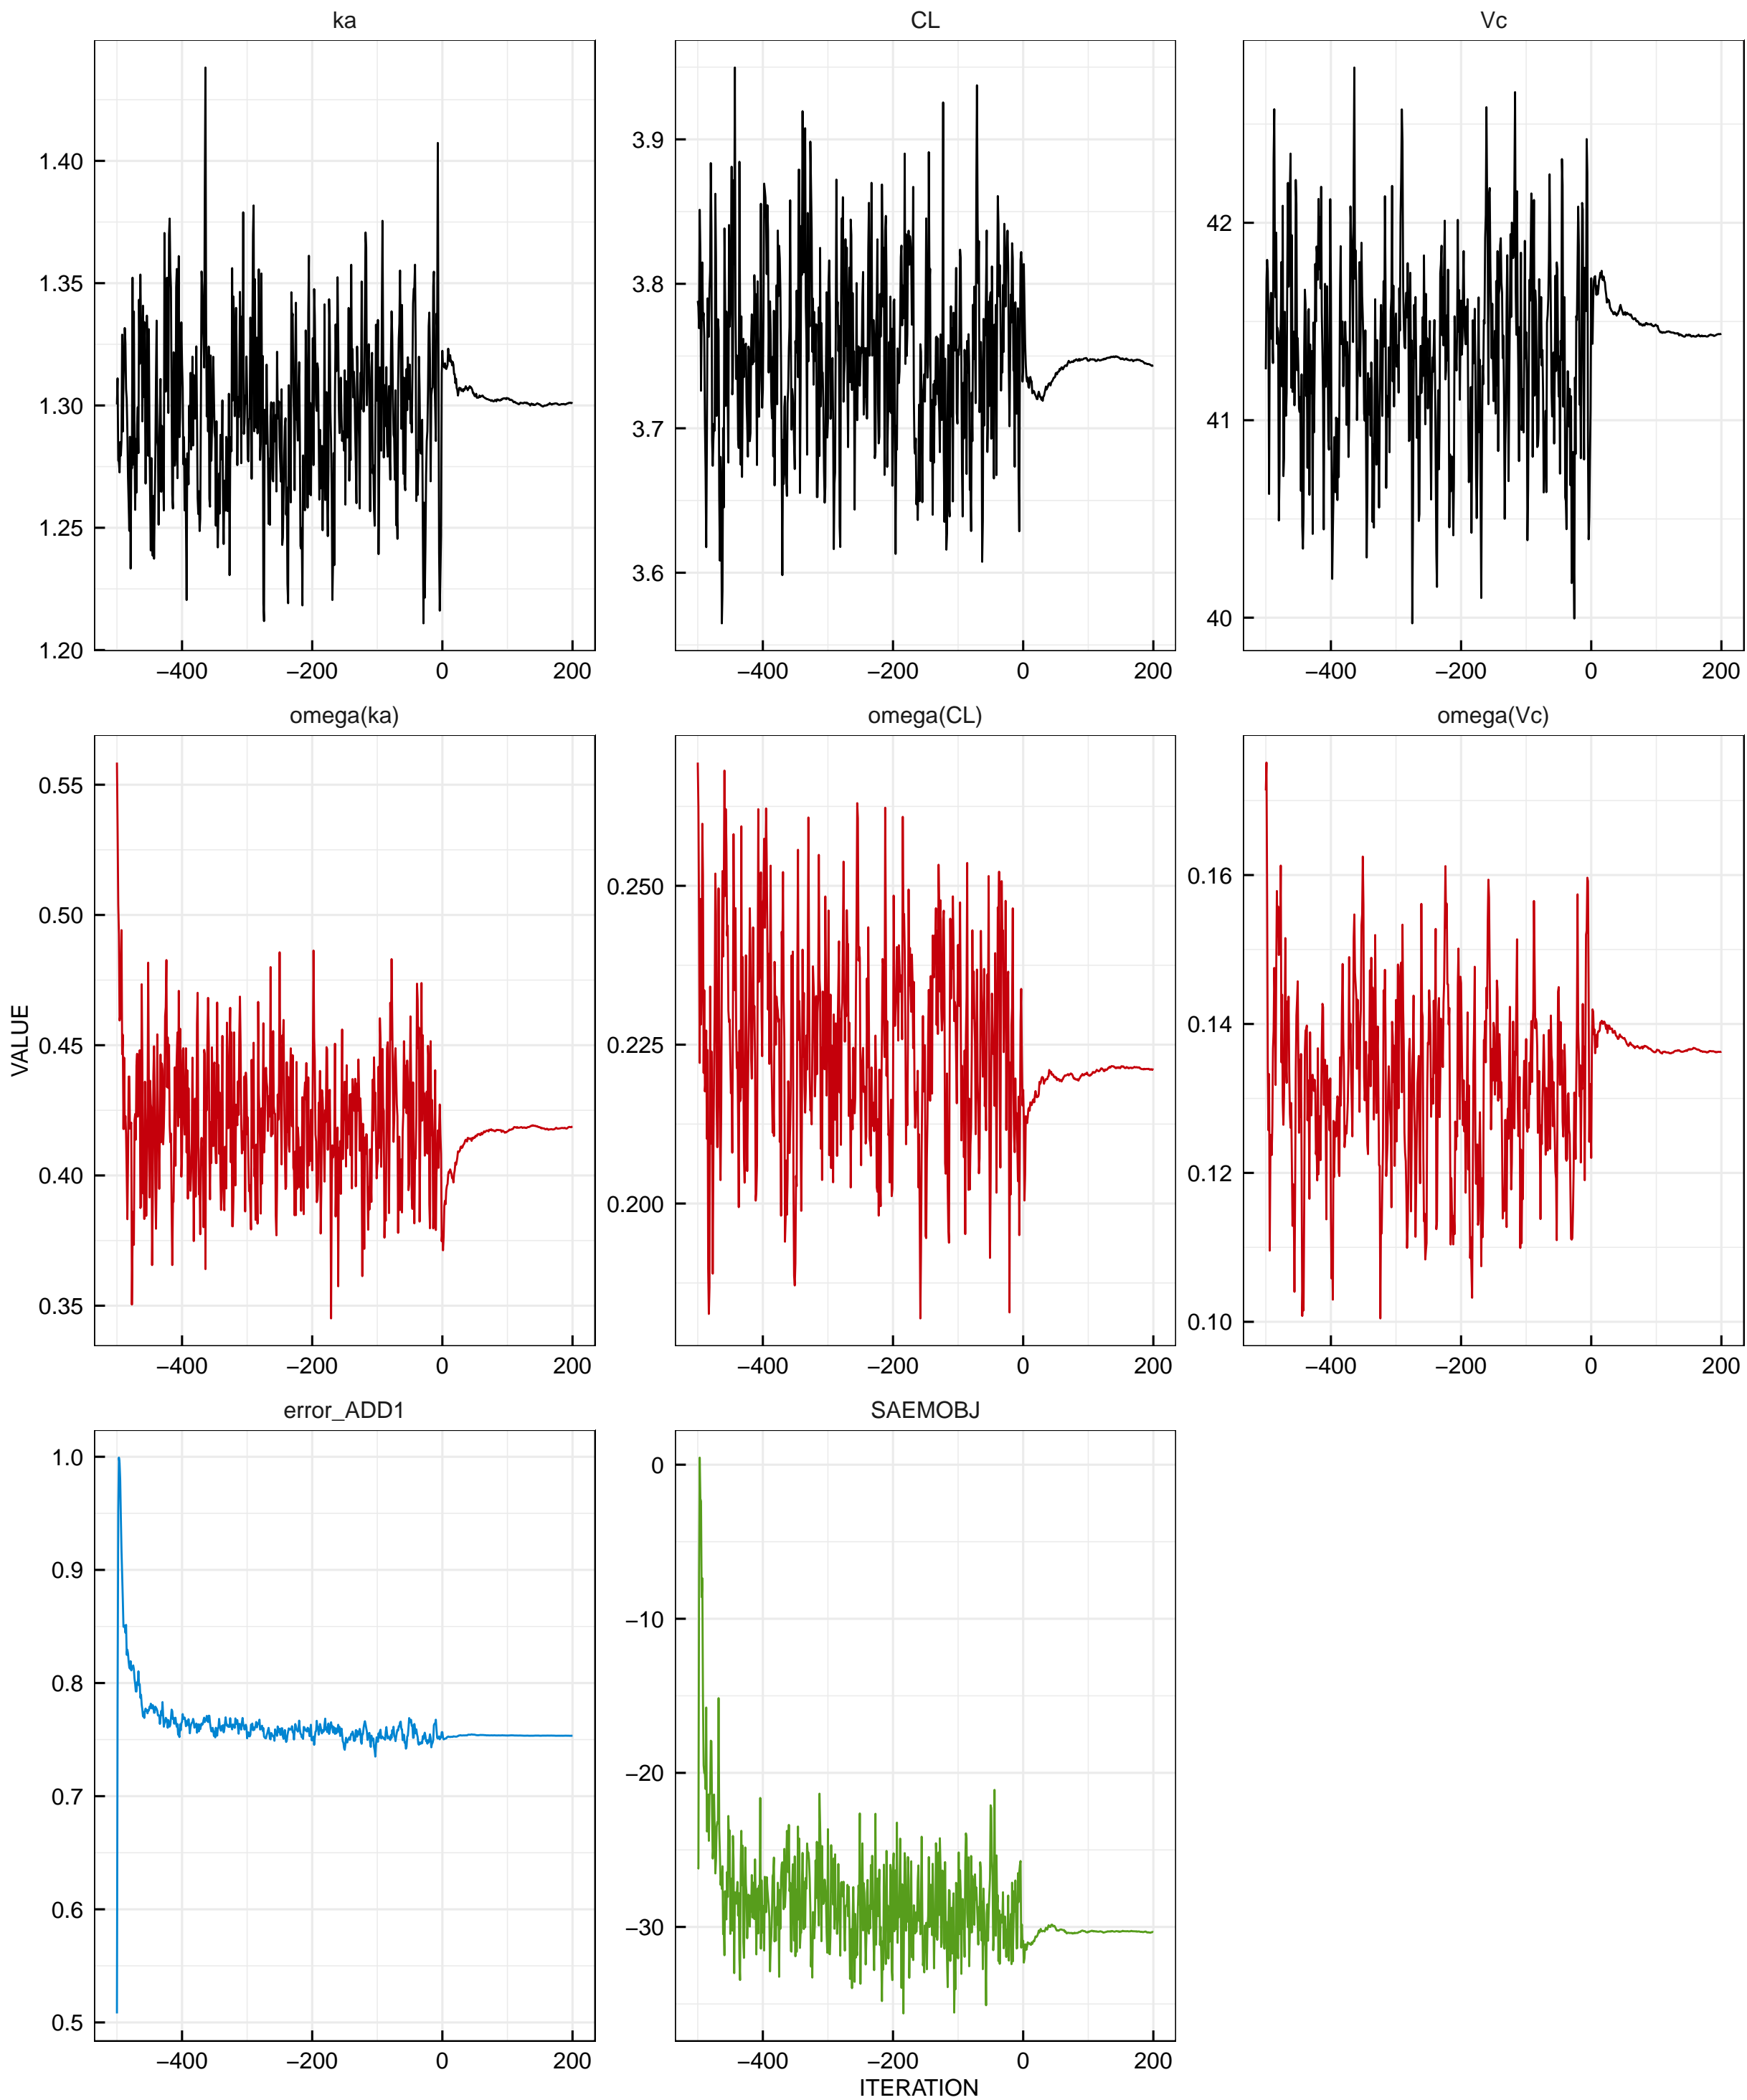 ka
CL
Vc
1.40
1.35
1.30
1.25
1.20
3.9
3.8
3.7
3.6
42
41
40
−400 −200 0 200
−400 −200 0 200
−400 −200 0 200
omega(ka)
omega(CL)
omega(Vc)
VALUE
0.55
0.50
0.45
0.40
0.35
0.250
0.225
0.200
0.16
0.14
0.12
0.10
−400 −200 0 200
−400 −200 0 200
−400 −200 0 200
error_ADD1
SAEMOBJ
1.0
0.9
0.8
0.7
0.6
0.5
0
−10
−20
−30
−400 −200 0 200
−400 −200 0 200
ITERATION